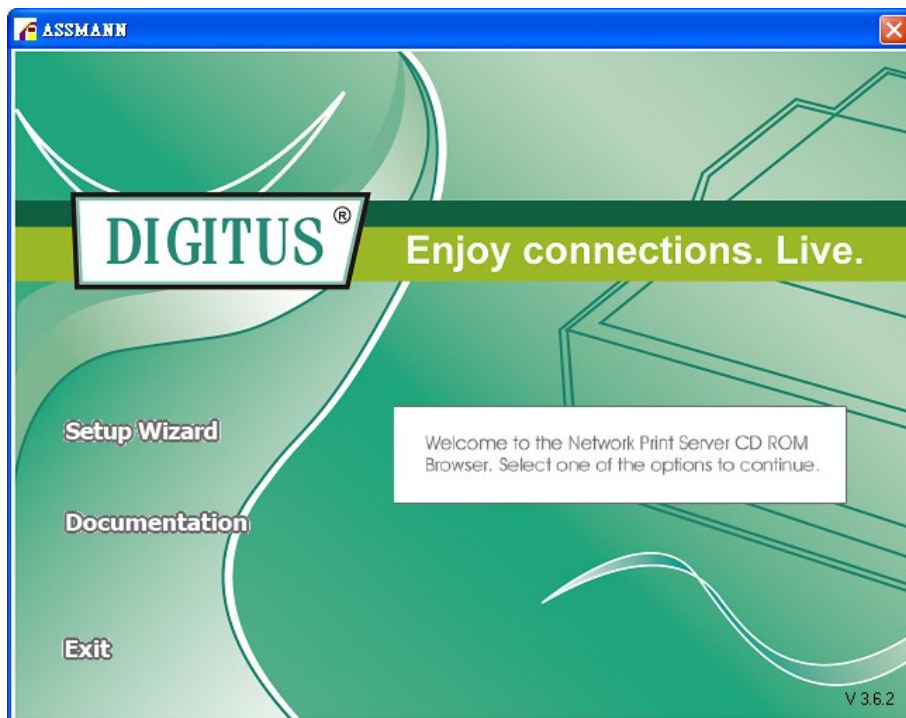 ASSMANN
DIGITUS®
Enjoy connections. Live.
Setup Wizard
Welcome to the Network Print Server CD ROM
Browser. Select one of the options to continue.
Documentation
Exit
V 3.6.2